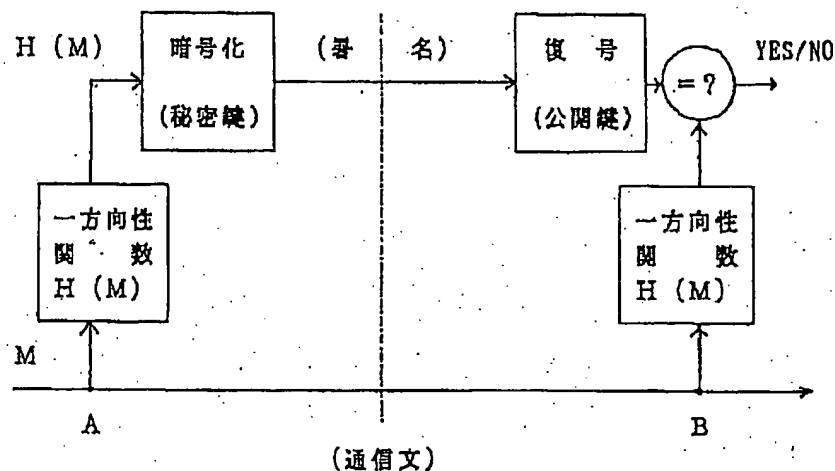 H (M)
暗号化
(秘密鍵)
(署 名)
復 号
(公開鍵)
= ?
YES/NO
一方向性
関 数
H (M)
一方向性
関 数
H (M)
M
A
B
(通信文)